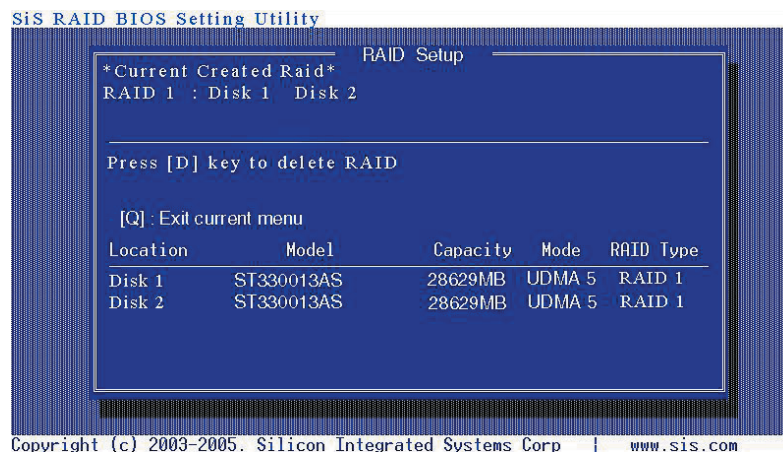 SiS RAID BIOS Setting Utility
RAID Setup
*Current Created Raid*
RAID 1 : Disk 1 Disk 2
Press [D] key to delete RAID
[Q] : Exit current menu
Location Model Capacity Mode RAID Type
Disk 1 ST330013AS 28629MB UDMA 5 RAID 1
Disk 2 ST330013AS 28629MB UDMA 5 RAID 1
Copyright (c) 2003-2005. Silicon Integrated Systems Corp | www.sis.com